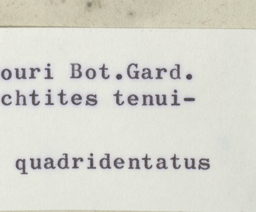 ouri Bot.Gard.
chtites tenui-
quadridentatus